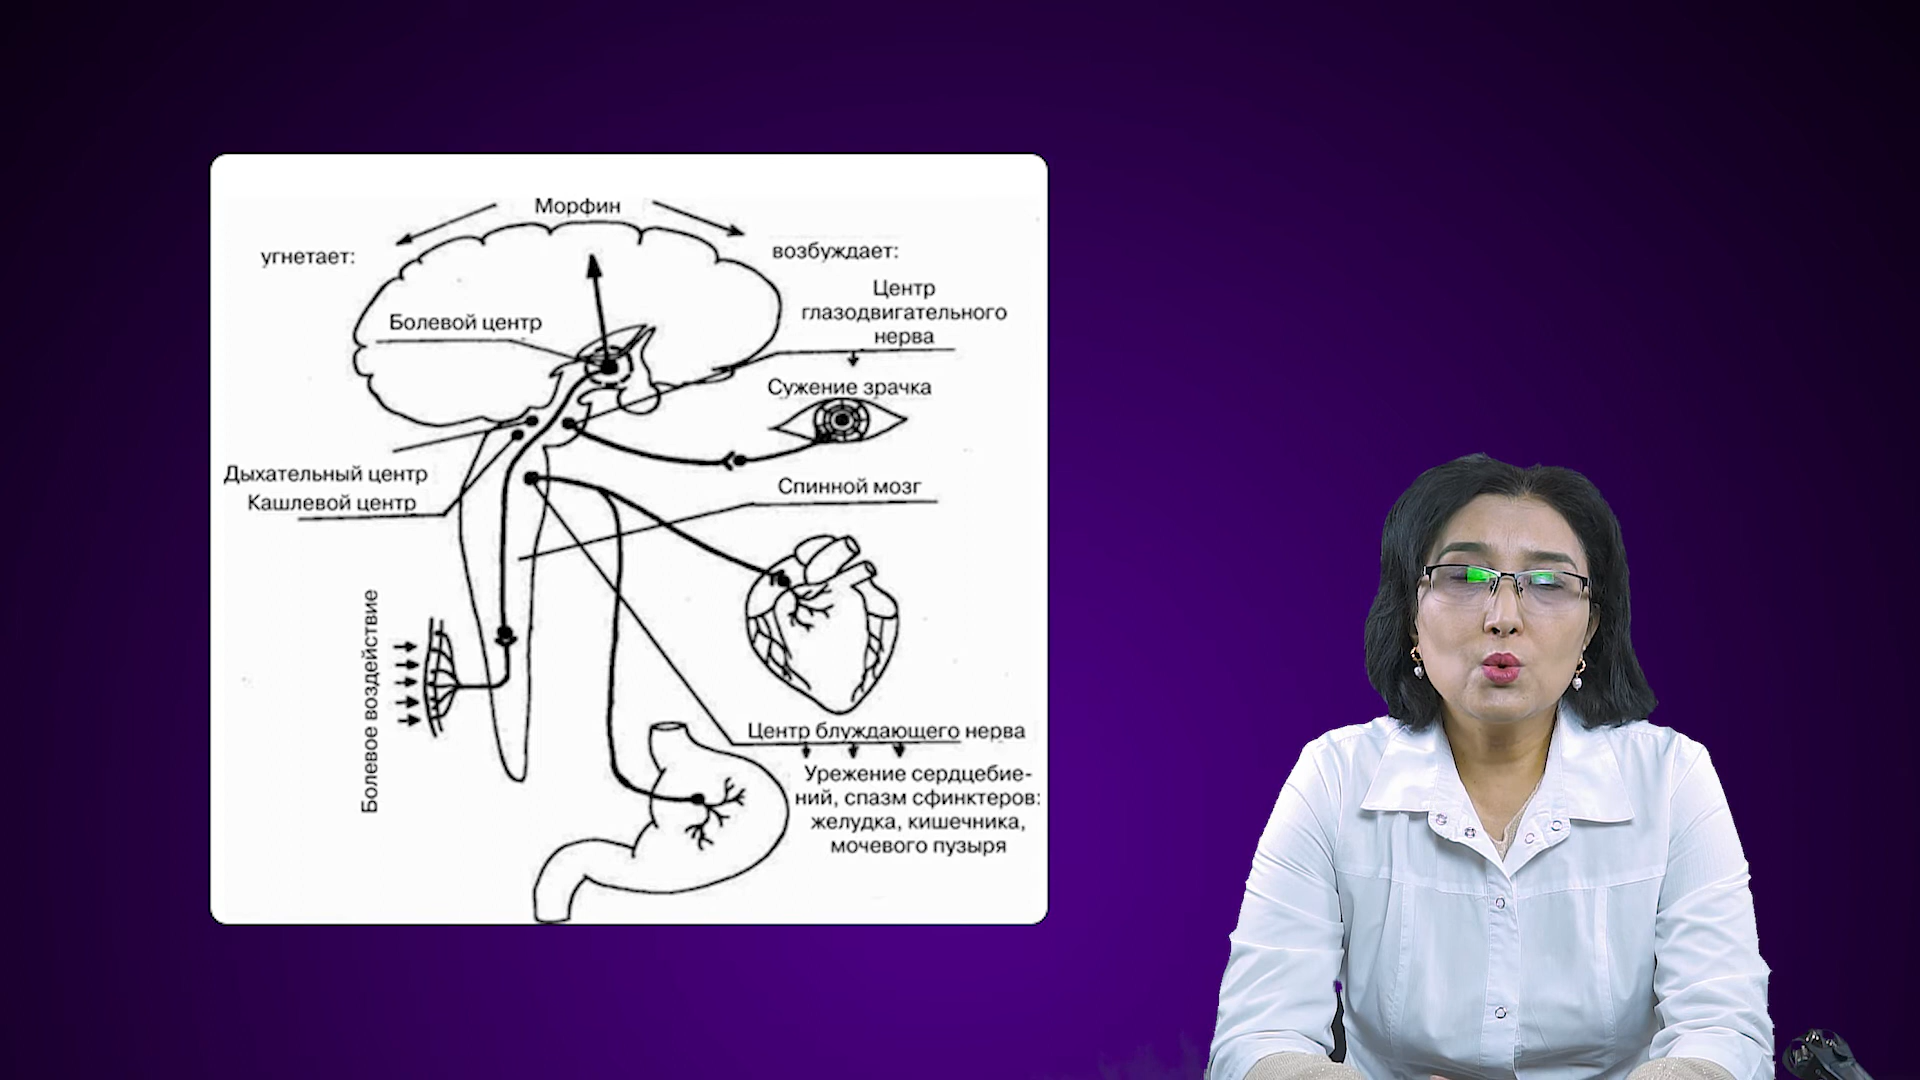 Морфин
угнетает:
возбуждает:
Центр
глазодвигательного
нерва
Болевой центр
Сужение зрачка
Дыхательный центр
Кашлевой центр
Спинной мозг
Болевое воздействие
Центр блуждающего нерва
Урежение сердцебие-
ний, спазм сфинктеров:
желудка, кишечника,
мочевого пузыря